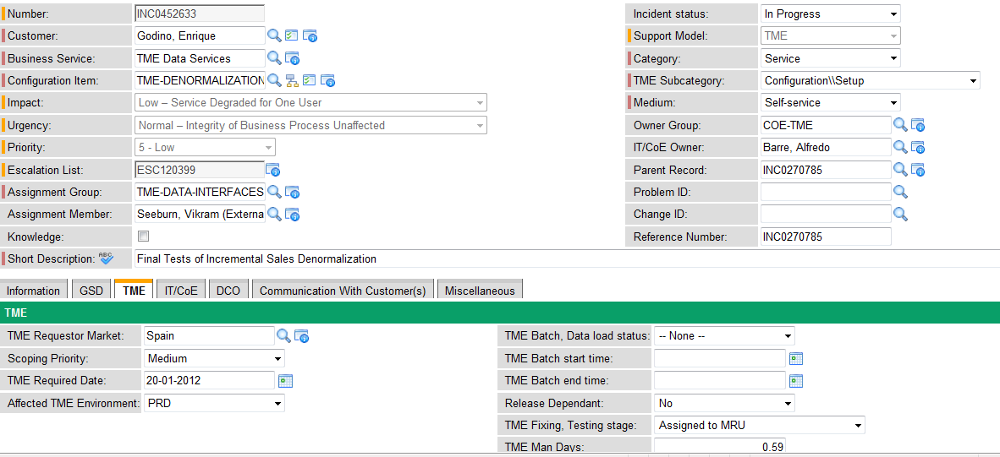 Number: INC0452633
Incident status: In Progress
Customer: Godino, Enrique
Support Model: TME
Business Service: TME Data Services
Category: Service
Configuration Item: TME-DENORMALIZATION
TME Subcategory: Configuration\\Setup
Impact: Low – Service Degraded for One User
Medium: Self-service
Urgency: Normal – Integrity of Business Process Unaffected
Owner Group: COE-TME
Priority: 5 - Low
IT/CoE Owner: Barre, Alfredo
Escalation List: ESC120399
Parent Record: INC0270785
Assignment Group: TME-DATA-INTERFACES
Problem ID:
Assignment Member: Seeburn, Vikram (Externa
Change ID:
Knowledge:
Reference Number: INC0270785
Short Description: ABC Final Tests of Incremental Sales Denormalization
Information GSD TME IT/CoE DCO Communication With Customer(s) Miscellaneous
TME
TME Requestor Market: Spain
TME Batch, Data load status: -- None --
Scoping Priority: Medium
TME Batch start time:
TME Required Date: 20-01-2012
TME Batch end time:
Affected TME Environment: PRD
Release Dependant: No
TME Fixing, Testing stage: Assigned to MRU
TME Man Days: 0.59